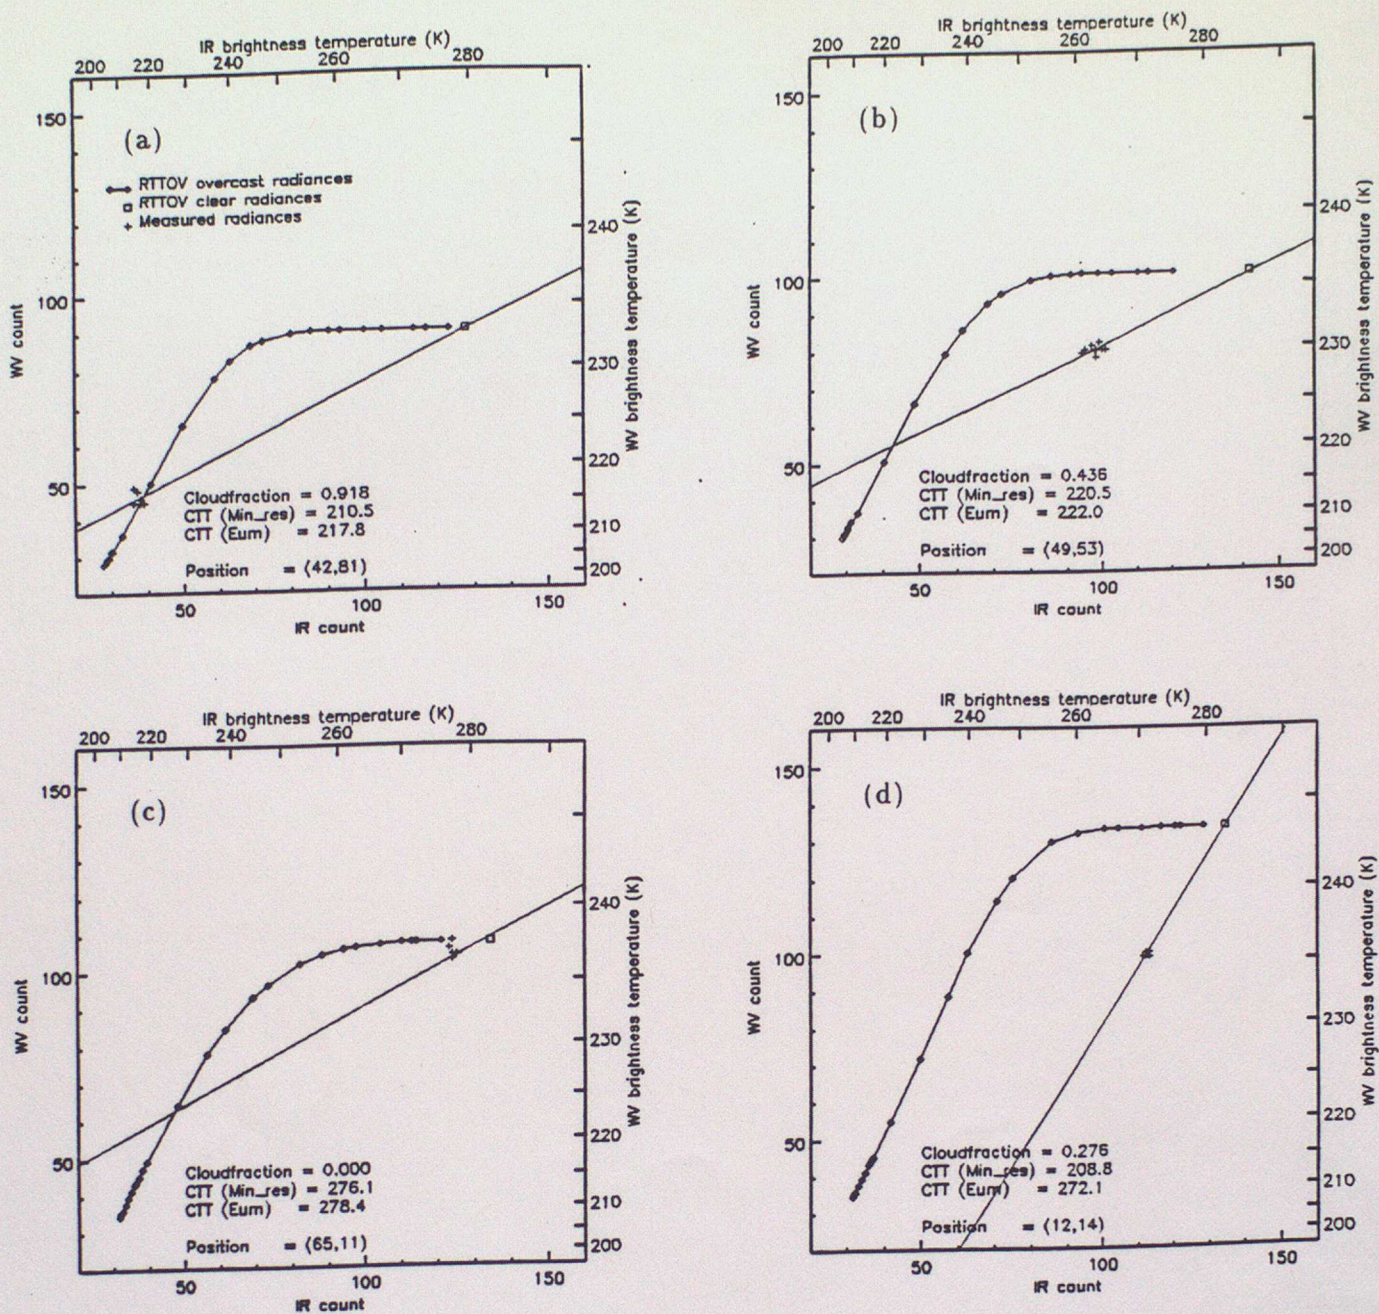 IR brightness temperature (K)
200 220 240 260 280
(a)
RTTOV overcast radiances
RTTOV clear radiances
Measured radiances
150
100
50
WV count
240
230
220
210
200
WV brightness temperature (K)
Cloudfraction = 0.918
CTT (Min_res) = 210.5
CTT (Eum) = 217.8
Position = (42,81)
50 100 150
IR count
IR brightness temperature (K)
200 220 240 260 280
(b)
150
100
50
WV count
240
230
220
210
200
WV brightness temperature (K)
Cloudfraction = 0.436
CTT (Min_res) = 220.5
CTT (Eum) = 222.0
Position = (49,53)
50 100 150
IR count
IR brightness temperature (K)
200 220 240 260 280
(c)
150
100
50
WV count
240
230
220
210
200
WV brightness temperature (K)
Cloudfraction = 0.000
CTT (Min_res) = 276.1
CTT (Eum) = 278.4
Position = (65,11)
50 100 150
IR count
IR brightness temperature (K)
200 220 240 260 280
(d)
150
100
50
WV count
240
230
220
210
200
WV brightness temperature (K)
Cloudfraction = 0.276
CTT (Min_res) = 208.8
CTT (Eum) = 272.1
Position = (12,14)
50 100 150
IR count